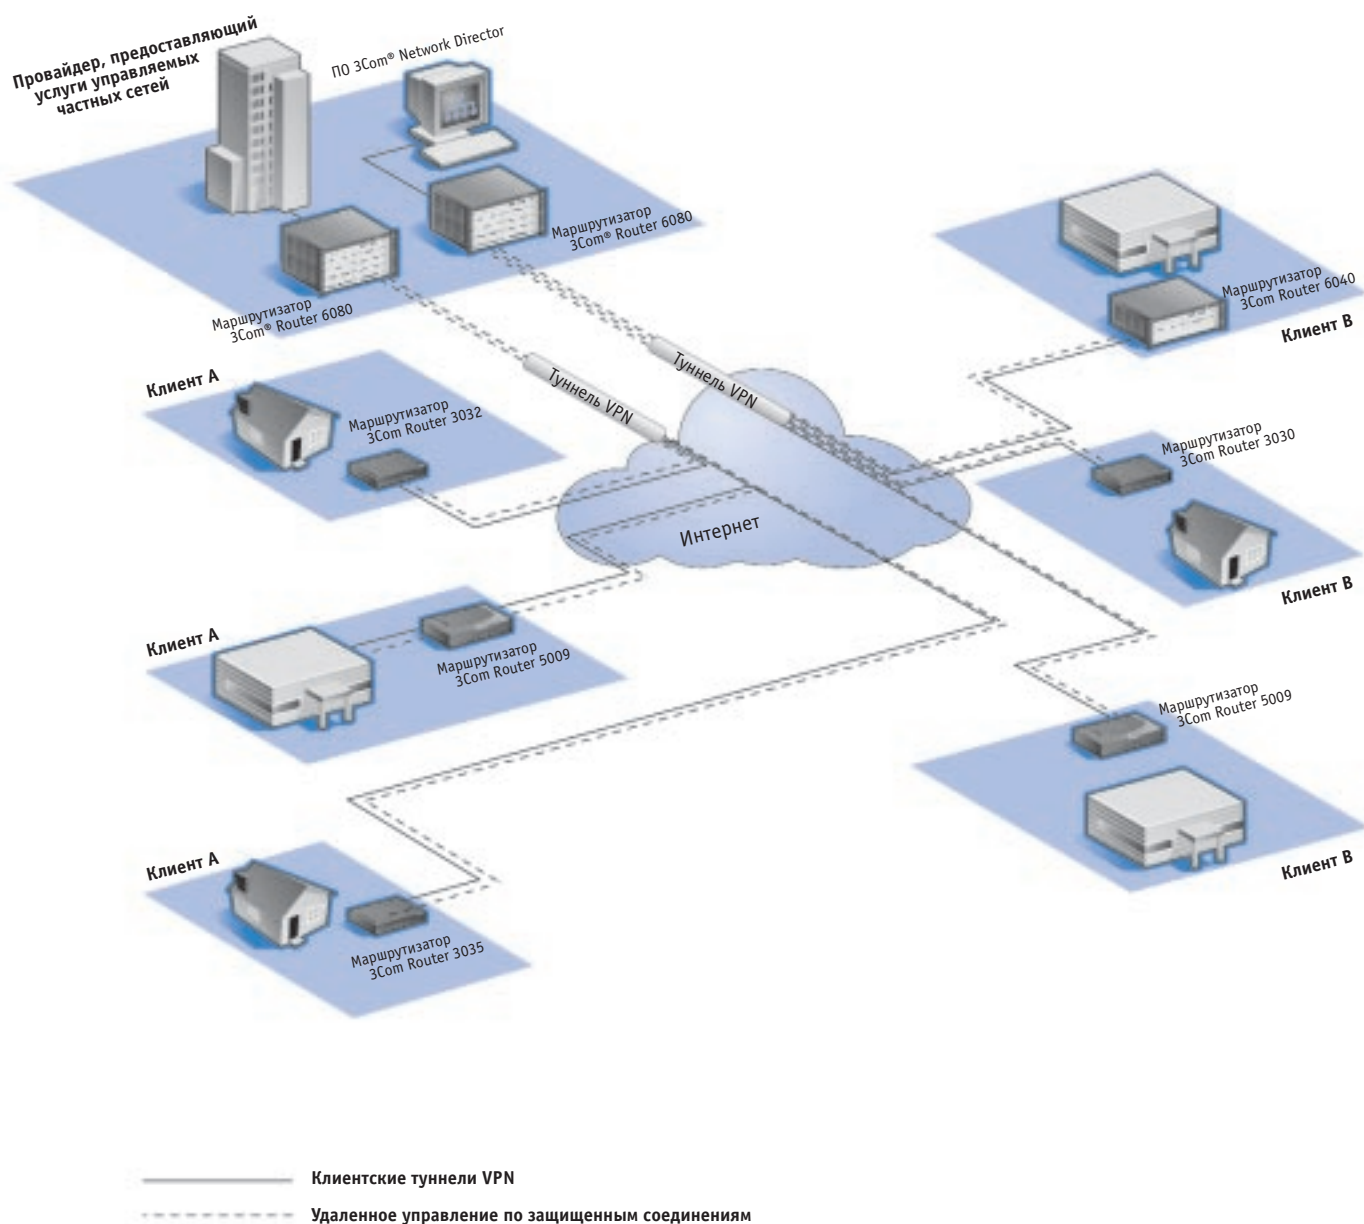 Провайдер, предоставляющий
услуги управляемых
частных сетей
ПО 3Com® Network Director
Маршрутизатор
3Com® Router 6080
Маршрутизатор
3Com® Router 6080
Маршрутизатор
3Com Router 6040
Клиент В
Клиент А
Маршрутизатор
3Com Router 3032
Туннель VPN
Туннель VPN
Маршрутизатор
3Com Router 3030
Клиент В
Интернет
Клиент А
Маршрутизатор
3Com Router 5009
Маршрутизатор
3Com Router 5009
Клиент В
Клиент А
Маршрутизатор
3Com Router 3035
Клиентские туннели VPN
Удаленное управление по защищенным соединениям